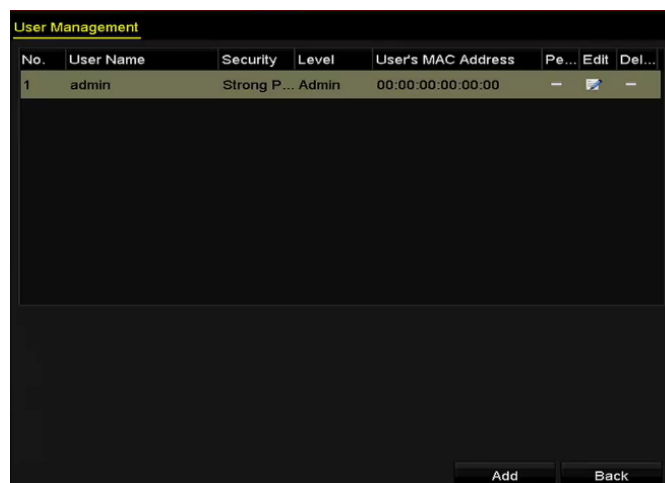 User Management
No. User Name Security Level User's MAC Address Pe... Edit Del...
1 admin Strong P... Admin 00:00:00:00:00:00 — —
Add Back